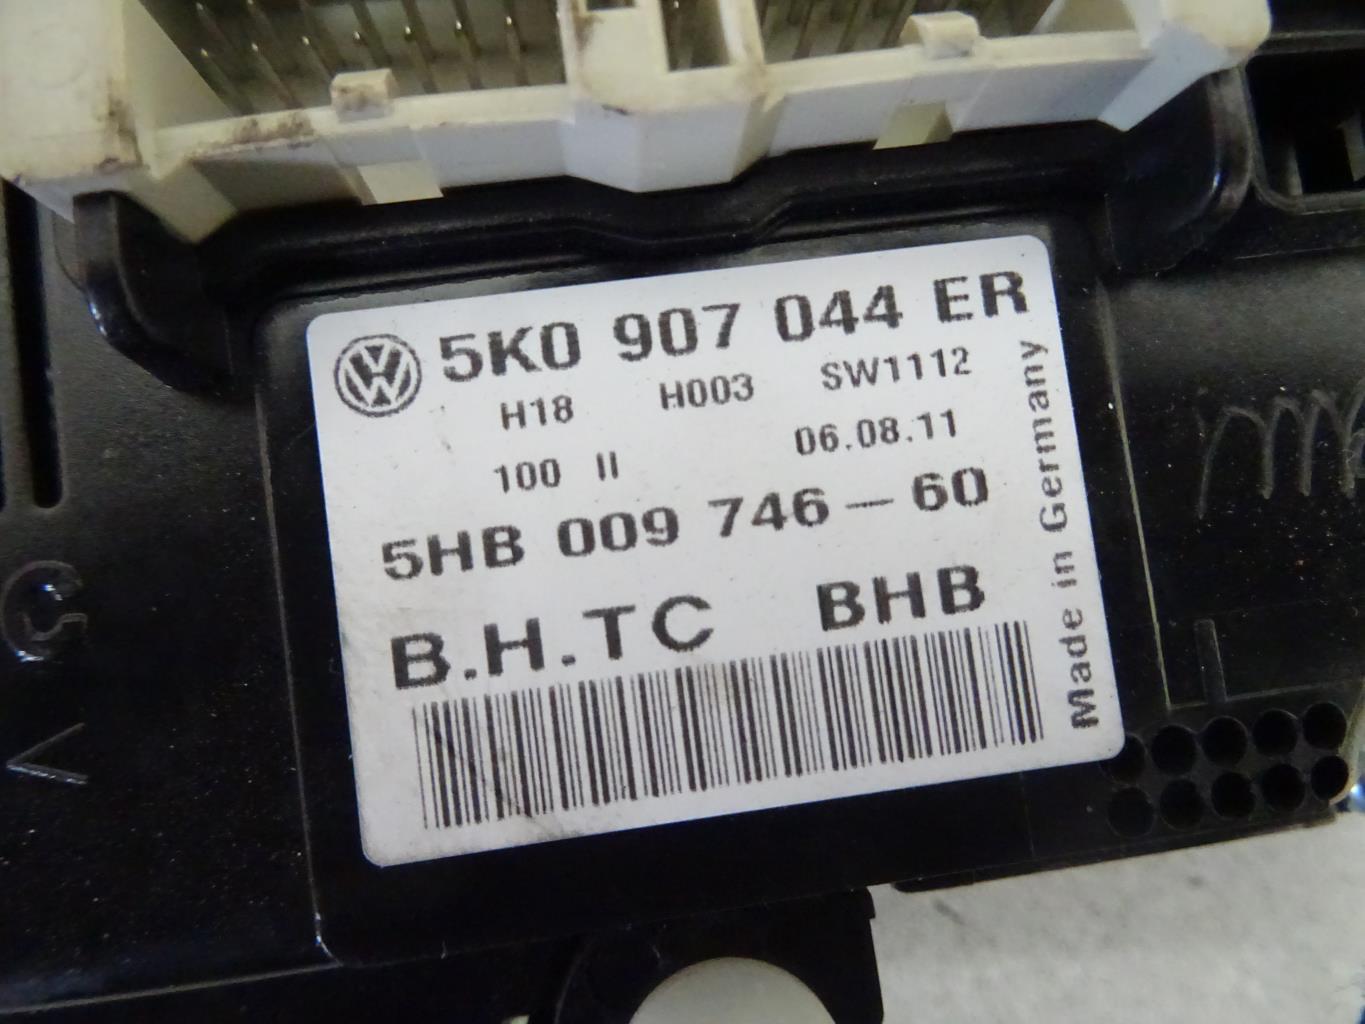 5K0 907 044 ER
H18 H003 SW1112
100 II 06.08.11
5HB 009 746-60
B.H.TC BHB
Made in Germany